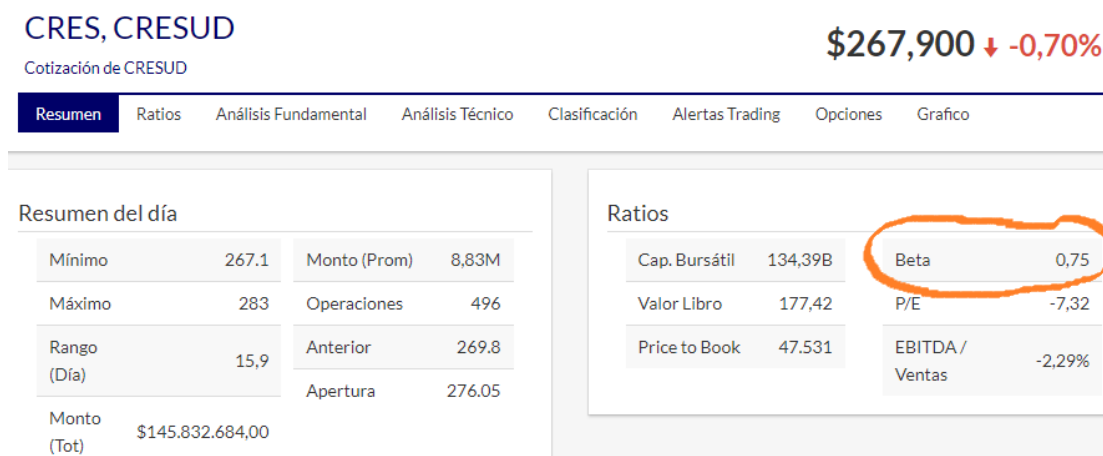 CRES, CRESUD
$267,900 ↓ -0,70%
Cotización de CRESUD
Resumen Ratios Análisis Fundamental Análisis Técnico Clasificación Alertas Trading Opciones Grafico
Resumen del día
Mínimo 267.1
Máximo 283
Rango
(Día) 15,9
Monto
(Tot) $145.832.684,00
Monto (Prom) 8,83M
Operaciones 496
Anterior 269.8
Apertura 276.05
Ratios
Cap. Bursátil 134,39B
Valor Libro 177,42
Price to Book 47.531
Beta 0,75
P/E -7,32
EBITDA /
Ventas -2,29%